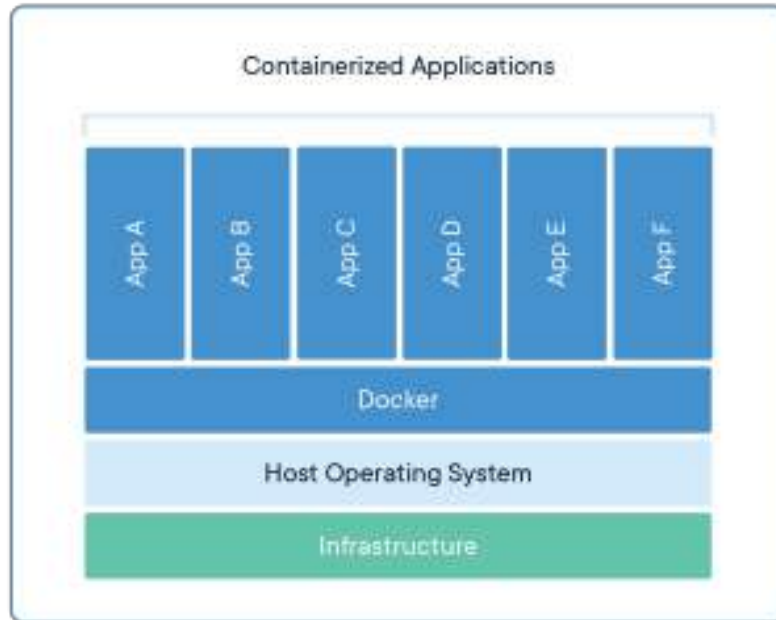 Containerized Applications
App A
App B
App C
App D
App E
App F
Docker
Host Operating System
Infrastructure